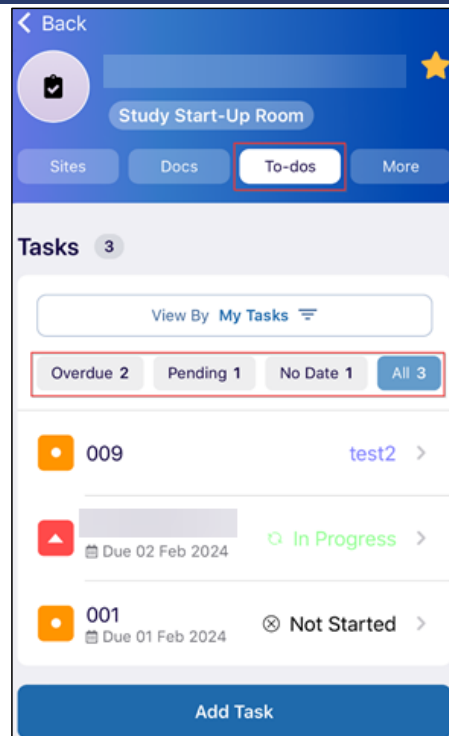 Back
Study Start-Up Room
Sites Docs To-dos More
Tasks 3
View By My Tasks
Overdue 2 Pending 1 No Date 1 All 3
009 test2
Due 02 Feb 2024 In Progress
001
Due 01 Feb 2024 Not Started
Add Task